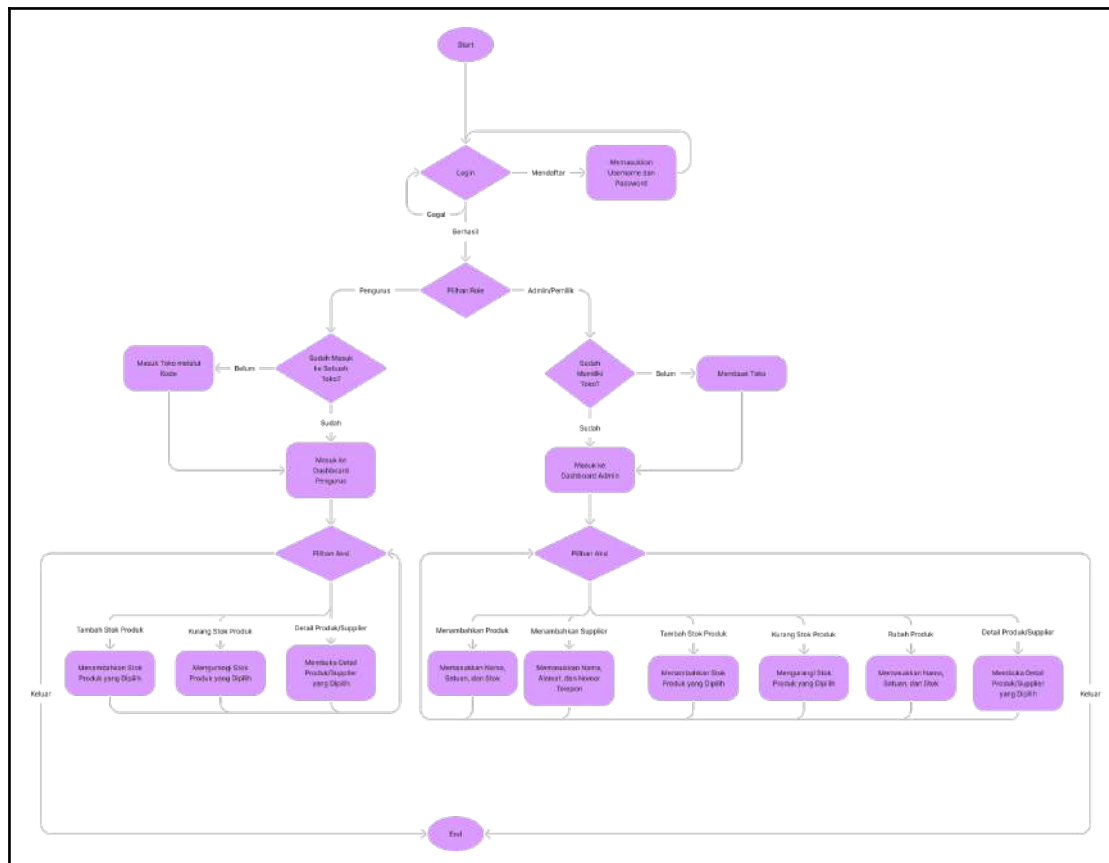 Start
Login
Mendaftar
Memasukkan
Username dan
Password
Gagal
Berhasil
Pilihan Role
Pengurus
Admin/Pemilik
Masuk Toko melalui
Kode
Belum
Sudah Masuk
ke Sebuah
Toko?
Sudah
Memiliki
Toko?
Belum
Membuat Toko
Sudah
Sudah
Masuk ke
Dashboard
Pengurus
Masuk ke
Dashboard Admin
Pilihan Aksi
Pilihan Aksi
Tambah Stok Produk
Kurang Stok Produk
Detail Produk/Supplier
Menambahkan Produk
Menambahkan Supplier
Tambah Stok Produk
Kurang Stok Produk
Rubah Produk
Detail Produk/Supplier
Menambahkan Stok
Produk yang Dipilih
Mengurangi Stok
Produk yang Dipilih
Membuka Detail
Produk/Supplier
yang Dipilih
Memasukkan Nama,
Satuan, dan Stok
Memasukkan Nama,
Alamat, dan Nomor
Telepon
Menambahkan Stok
Produk yang Dipilih
Mengurangi Stok
Produk yang Dipilih
Memasukkan Nama,
Satuan, dan Stok
Membuka Detail
Produk/Supplier
yang Dipilih
Keluar
Keluar
End